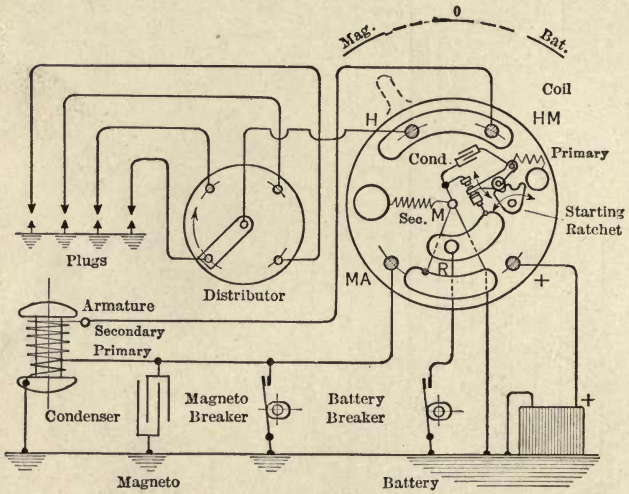 Mag. 0 Bat.
Coil
H
HM
Cond.
Primary
Sec.
M
Starting
Ratchet
R
MA
+
Plugs
Distributor
Armature
Secondary
Primary
Condenser
Magneto
Breaker
Battery
Breaker
+
Magneto
Battery